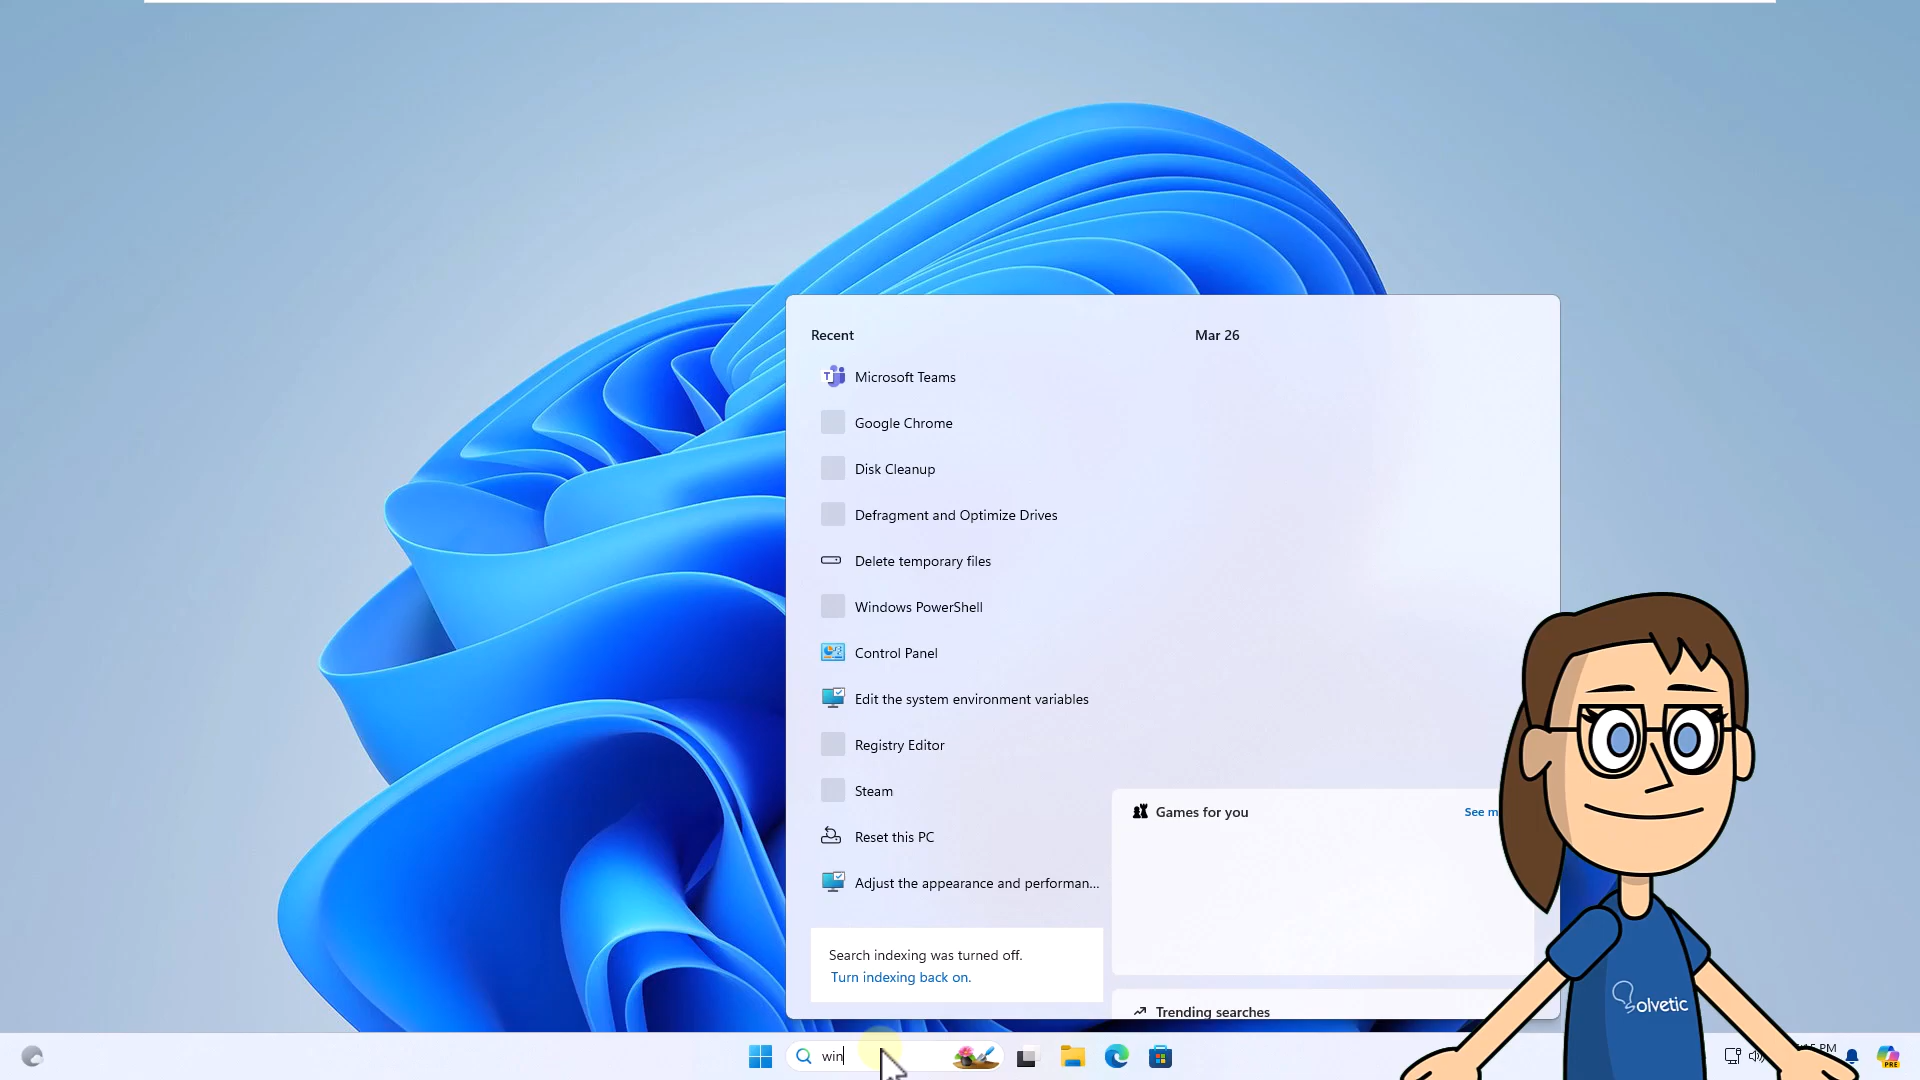 Recent
Mar 26
Microsoft Teams
Google Chrome
Disk Cleanup
Defragment and Optimize Drives
Delete temporary files
Windows PowerShell
Control Panel
Edit the system environment variables
Registry Editor
Steam
Reset this PC
Adjust the appearance and performan...
Games for you
See m
Search indexing was turned off.
Turn indexing back on.
Trending searches
Solvetic
win
PM
PRE